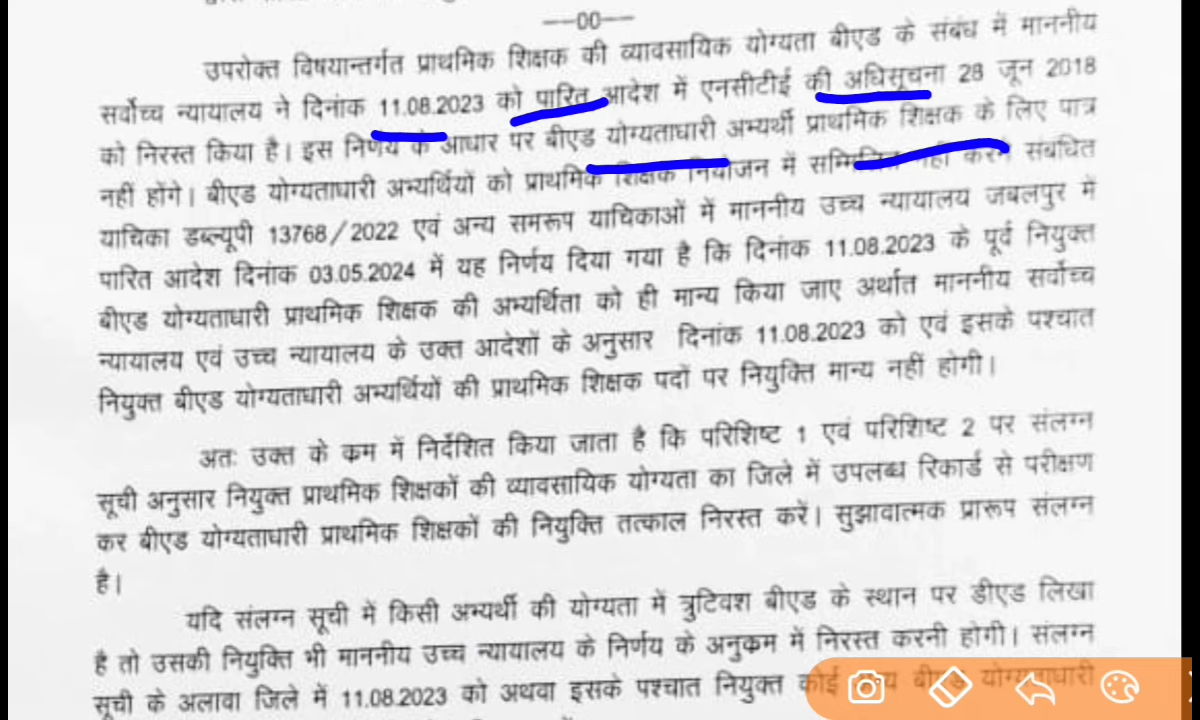 —00—
उपरोक्त विषयान्तर्गत प्राथमिक शिक्षक की व्यावसायिक योग्यता बीएड के संबंध में माननीय
सर्वोच्च न्यायालय ने दिनांक 11.08.2023 को पारित आदेश में एनसीटीई की अधिसूचना 28 जून 2018
को निरस्त किया है। इस निर्णय के आधार पर बीएड योग्यताधारी अभ्यर्थी प्राथमिक शिक्षक के लिए पात्र
नहीं होंगे। बीएड योग्यताधारी अभ्यर्थियों को प्राथमिक शिक्षक नियोजन में सम्मिलित नहीं करने संबंधित
याचिका डब्ल्यूपी 13768/2022 एवं अन्य समरूप याचिकाओं में माननीय उच्च न्यायालय जबलपुर में
पारित आदेश दिनांक 03.05.2024 में यह निर्णय दिया गया है कि दिनांक 11.08.2023 के पूर्व नियुक्त
बीएड योग्यताधारी प्राथमिक शिक्षक की अभ्यर्थिता को ही मान्य किया जाए अर्थात माननीय सर्वोच्च
न्यायालय एवं उच्च न्यायालय के उक्त आदेशों के अनुसार दिनांक 11.08.2023 को एवं इसके पश्चात
नियुक्त बीएड योग्यताधारी अभ्यर्थियों की प्राथमिक शिक्षक पदों पर नियुक्ति मान्य नहीं होगी।
अतः उक्त के क्रम में निर्देशित किया जाता है कि परिशिष्ट 1 एवं परिशिष्ट 2 पर संलग्न
सूची अनुसार नियुक्त प्राथमिक शिक्षकों की व्यावसायिक योग्यता का जिले में उपलब्ध रिकार्ड से परीक्षण
कर बीएड योग्यताधारी प्राथमिक शिक्षकों की नियुक्ति तत्काल निरस्त करें। सुझावात्मक प्रारूप संलग्न
है।
यदि संलग्न सूची में किसी अभ्यर्थी की योग्यता में त्रुटिवश बीएड के स्थान पर डीएड लिखा
है तो उसकी नियुक्ति भी माननीय उच्च न्यायालय के निर्णय के अनुक्रम में निरस्त करनी होगी। संलग्न
सूची के अलावा जिले में 11.08.2023 को अथवा इसके पश्चात नियुक्त कोई बीएड योग्यताधारी